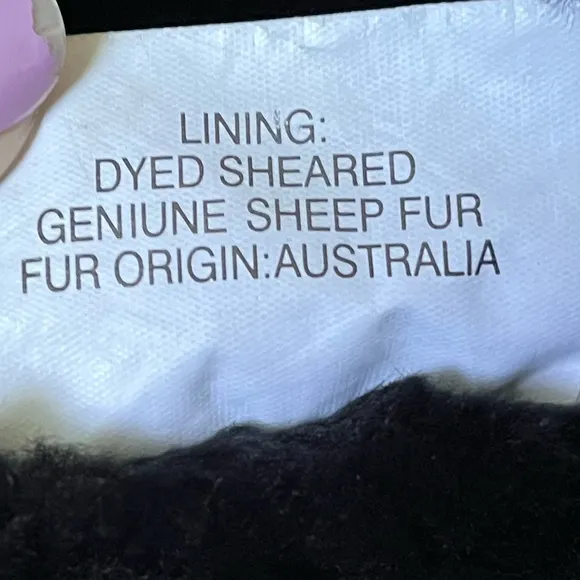 LINING:
DYED SHEARED
GENIUNE SHEEP FUR
FUR ORIGIN:AUSTRALIA